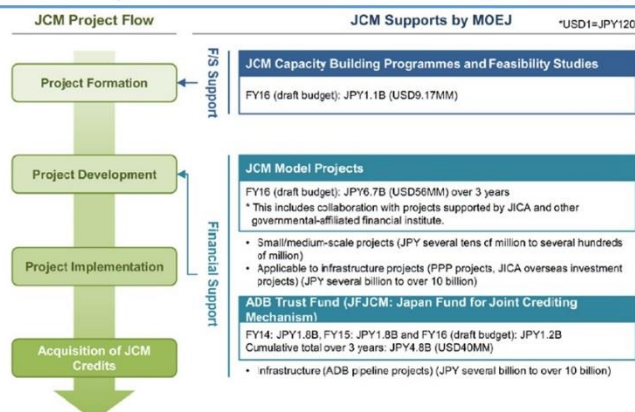 JCM Project Flow
JCM Supports by MOEJ
*USD1=JPY120
Project Formation
Project Development
Project Implementation
Acquisition of JCM
Credits
F/S Support
Financial Support
JCM Capacity Building Programmes and Feasibility Studies
FY16 (draft budget): JPY1.1B (USD9.17MM)
JCM Model Projects
FY16 (draft budget): JPY6.7B (USD56MM) over 3 years
* This includes collaboration with projects supported by JICA and other
governmental-affiliated financial institute.
• Small/medium-scale projects (JPY several tens of million to several hundreds
of million)
• Applicable to infrastructure projects (PPP projects, JICA overseas investment
projects) (JPY several billion to over 10 billion)
ADB Trust Fund (JFJCM: Japan Fund for Joint Crediting
Mechanism)
FY14: JPY1.8B, FY15: JPY1.8B and FY16 (draft budget): JPY1.2B
Cumulative total over 3 years: JPY4.8B (USD40MM)
• Infrastructure (ADB pipeline projects) (JPY several billion to over 10 billion)